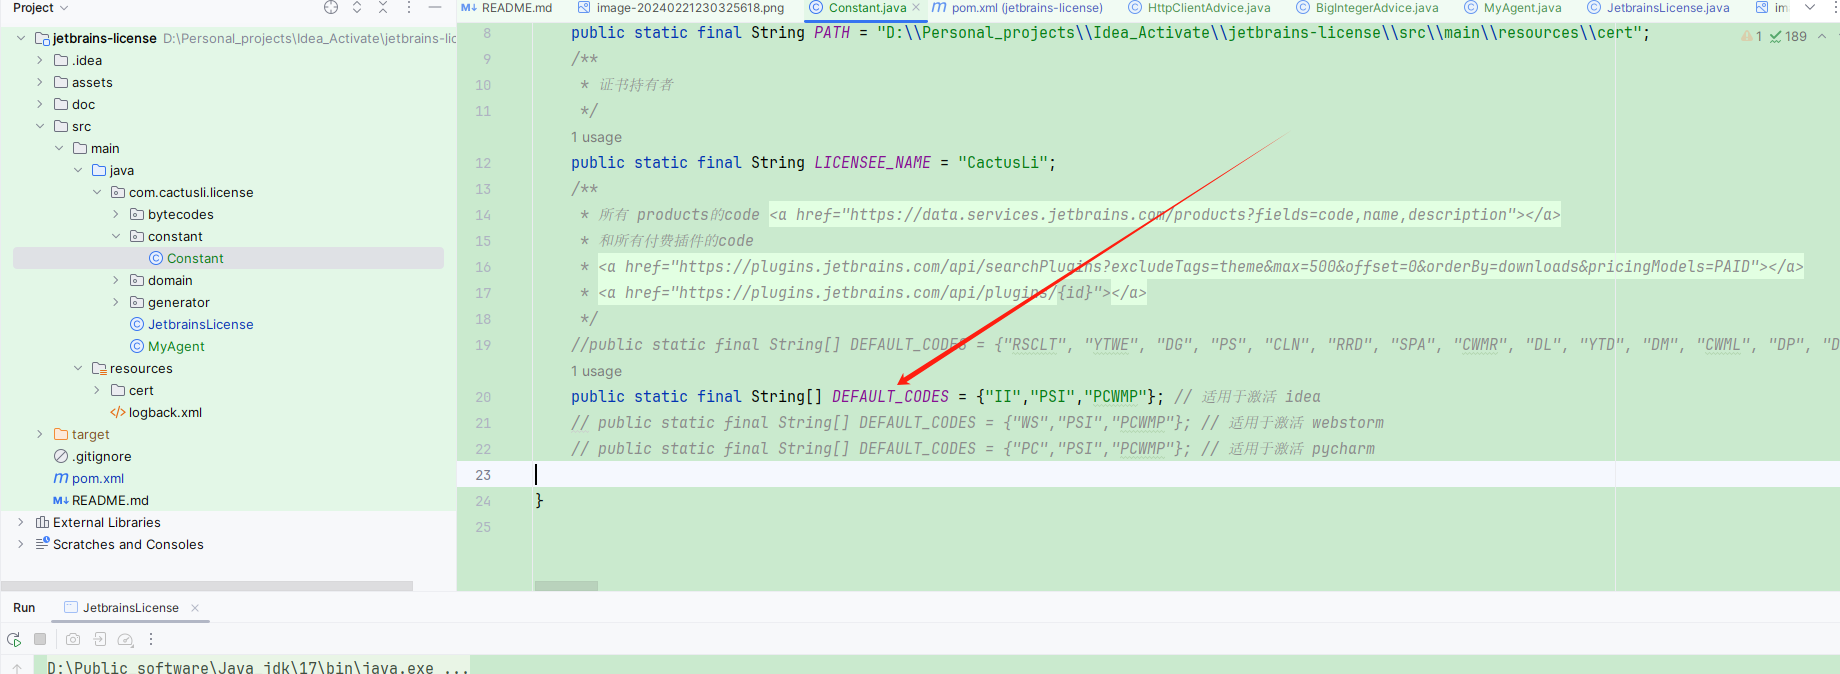 Project
README.md
image-20240221230325618.png
Constant.java
pom.xml (jetbrains-license)
HttpClientAdvice.java
BigIntegerAdvice.java
MyAgent.java
JetbrainsLicense.java
im
jetbrains-license D:\Personal_projects\Idea_Activate\jetbrains-lic
.idea
assets
doc
src
main
java
com.cactusli.license
bytecodes
constant
Constant
domain
generator
JetbrainsLicense
MyAgent
resources
cert
logback.xml
target
.gitignore
pom.xml
README.md
External Libraries
Scratches and Consoles
1 189
8 public static final String PATH = "D:\\Personal_projects\\Idea_Activate\\jetbrains-license\\src\\main\\resources\\cert";
9 /**
10 * 证书持有者
11 */
1 usage
12 public static final String LICENSEE_NAME = "CactusLi";
13 /**
14 * 所有 products的code <a href="https://data.services.jetbrains.com/products?fields=code,name,description"></a>
15 * 和所有付费插件的code
16 * <a href="https://plugins.jetbrains.com/api/searchPlugins?excludeTags=theme&max=500&offset=0&orderBy=downloads&pricingModels=PAID"></a>
17 * <a href="https://plugins.jetbrains.com/api/plugins/{id}"></a>
18 */
19 //public static final String[] DEFAULT_CODES = {"RSCLT", "YTWE", "DG", "PS", "CLN", "RRD", "SPA", "CWMR", "DL", "YTD", "DM", "CWML", "DP", "D
1 usage
20 public static final String[] DEFAULT_CODES = {"II","PSI","PCWMP"}; // 适用于激活 idea
21 // public static final String[] DEFAULT_CODES = {"WS","PSI","PCWMP"}; // 适用于激活 webstorm
22 // public static final String[] DEFAULT_CODES = {"PC","PSI","PCWMP"}; // 适用于激活 pycharm
23
24 }
25
Run JetbrainsLicense
D:\Public_software\Java_jdk\17\bin\java.exe ...